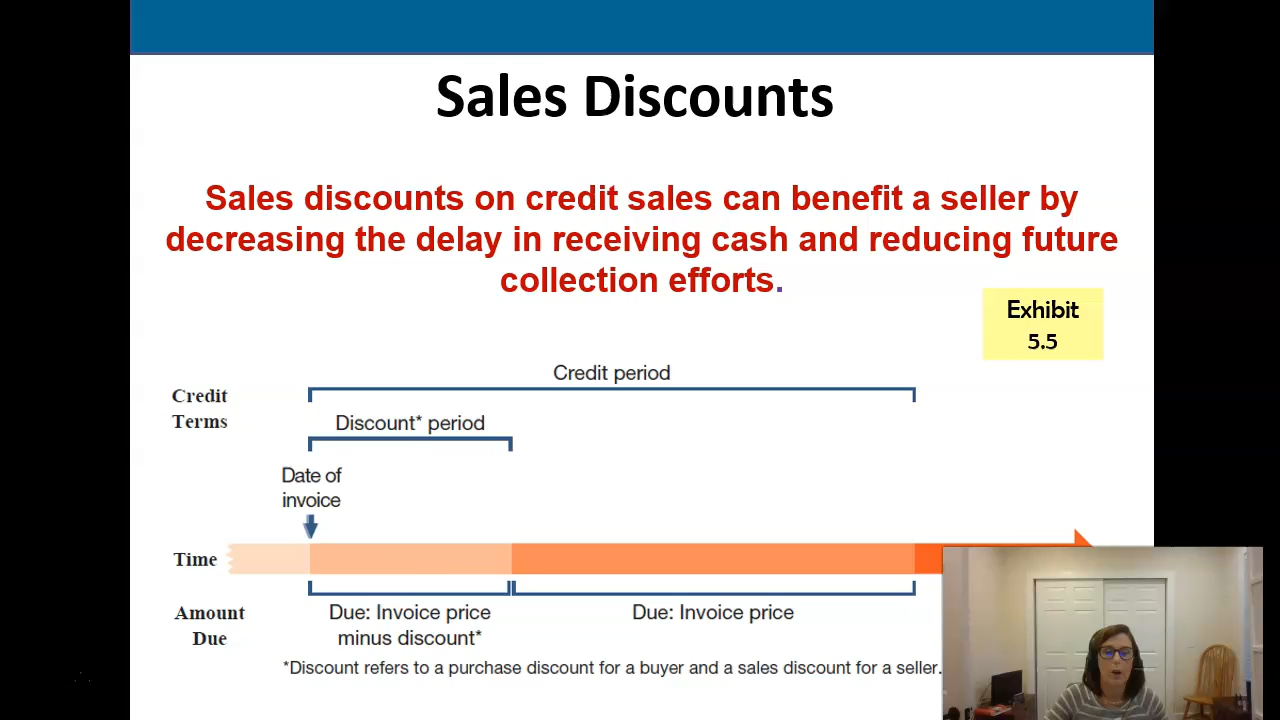 Sales Discounts
Sales discounts on credit sales can benefit a seller by
decreasing the delay in receiving cash and reducing future
collection efforts.
Exhibit
5.5
Credit period
Credit
Terms
Discount* period
Date of
invoice
Time
Amount
Due
Due: Invoice price
minus discount*
Due: Invoice price
*Discount refers to a purchase discount for a buyer and a sales discount for a seller.